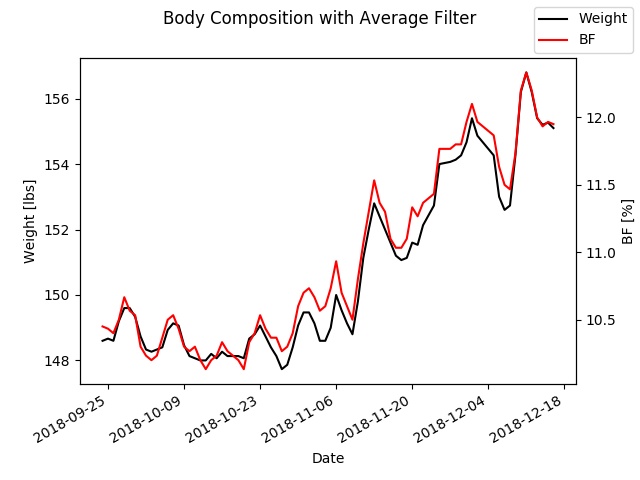 Body Composition with Average Filter
Weight
BF
156
154
152
150
148
Weight [lbs]
12.0
11.5
11.0
10.5
BF [%]
2018-09-25
2018-10-09
2018-10-23
2018-11-06
2018-11-20
2018-12-04
2018-12-18
Date